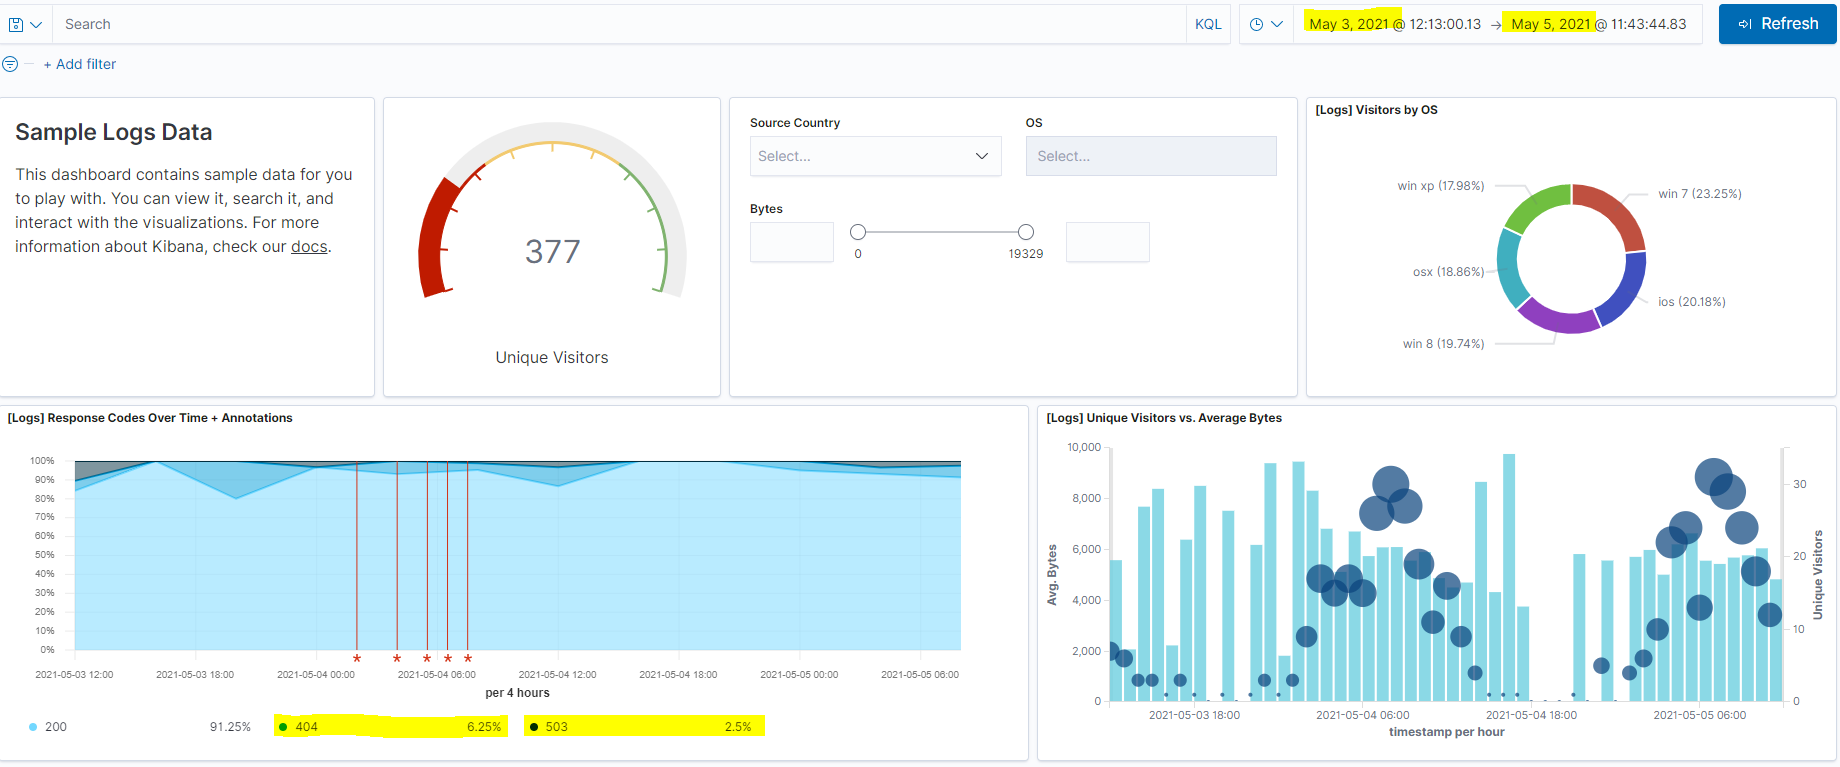 Search
KQL
May 3, 2021 @ 12:13:00.13 → May 5, 2021 @ 11:43:44.83
Refresh
+ Add filter
Sample Logs Data
This dashboard contains sample data for you
to play with. You can view it, search it, and
interact with the visualizations. For more
information about Kibana, check our docs.
377
Unique Visitors
Source Country
Select...
OS
Select...
Bytes
0
19329
[Logs] Visitors by OS
win xp (17.98%)
win 7 (23.25%)
osx (18.86%)
ios (20.18%)
win 8 (19.74%)
[Logs] Response Codes Over Time + Annotations
100%
90%
80%
70%
60%
50%
40%
30%
20%
10%
0%
2021-05-03 12:00
2021-05-03 18:00
2021-05-04 00:00
2021-05-04 06:00
2021-05-04 12:00
2021-05-04 18:00
2021-05-05 00:00
2021-05-05 06:00
per 4 hours
200 91.25%
404 6.25%
503 2.5%
[Logs] Unique Visitors vs. Average Bytes
10,000
8,000
6,000
4,000
2,000
0
Avg. Bytes
30
20
10
0
Unique Visitors
2021-05-03 18:00
2021-05-04 06:00
2021-05-04 18:00
2021-05-05 06:00
timestamp per hour